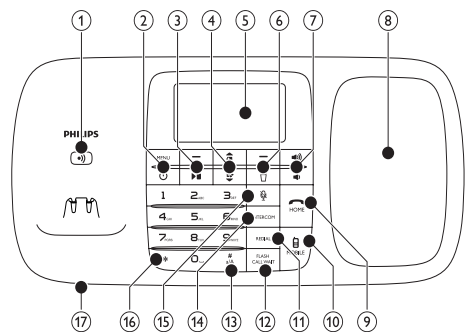 1 2 3 4 5 6 7 8
PHILIPS
MENU
1 2 3
4 5 6
7 8 9
* 0 #
a/A
REDIAL
FLASH
CALL WAIT
HOME
MOBILE
17 16 15 14 13 12 11 10 9